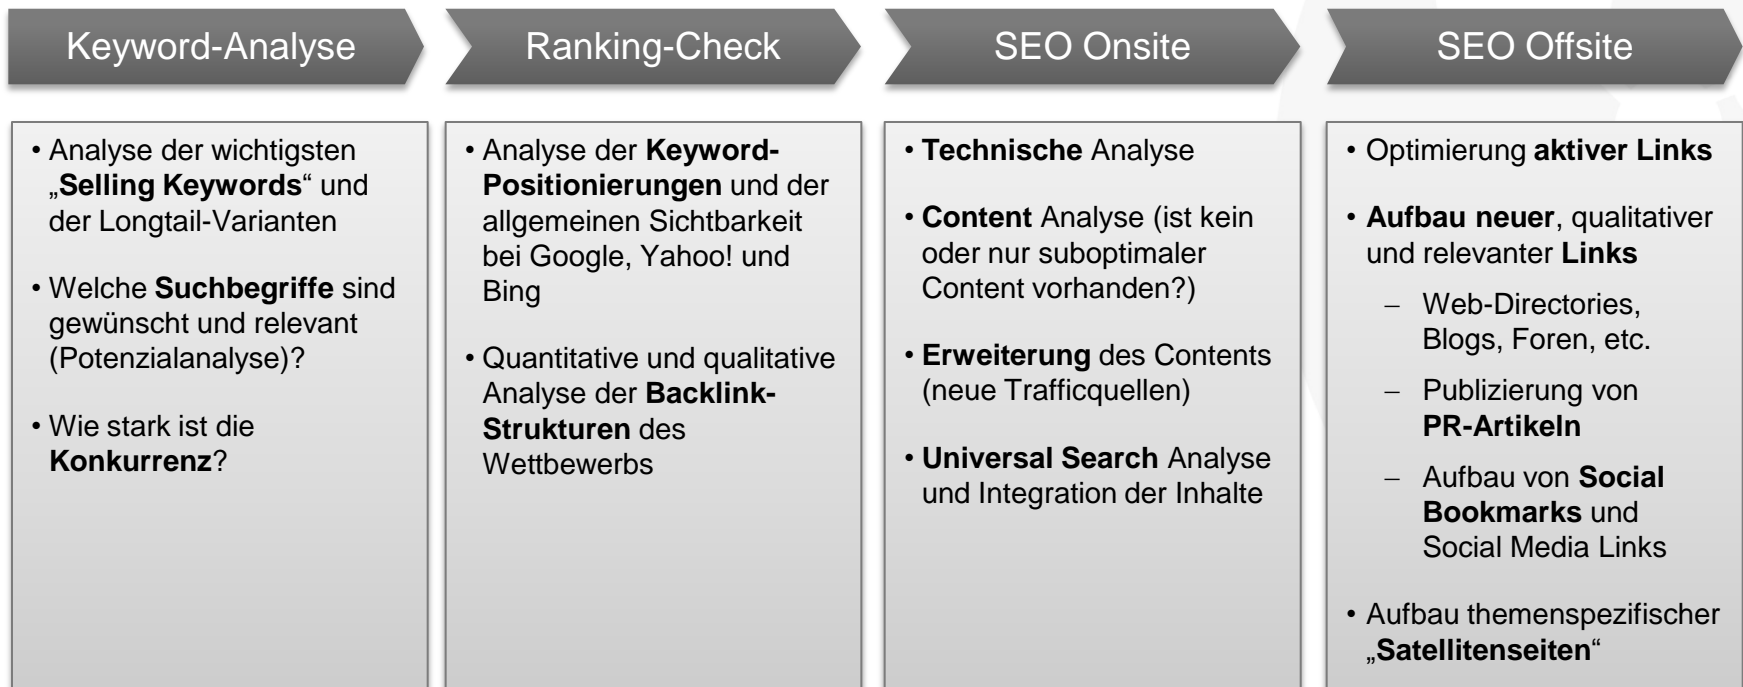 Keyword-Analyse
• Analyse der wichtigsten
„Selling Keywords“ und
der Longtail-Varianten
• Welche Suchbegriffe sind
gewünscht und relevant
(Potenzialanalyse)?
• Wie stark ist die
Konkurrenz?
Ranking-Check
• Analyse der Keyword-
Positionierungen und der
allgemeinen Sichtbarkeit
bei Google, Yahoo! und
Bing
• Quantitative und qualitative
Analyse der Backlink-
Strukturen des
Wettbewerbs
SEO Onsite
• Technische Analyse
• Content Analyse (ist kein
oder nur suboptimaler
Content vorhanden?)
• Erweiterung des Contents
(neue Trafficquellen)
• Universal Search Analyse
und Integration der Inhalte
SEO Offsite
• Optimierung aktiver Links
• Aufbau neuer, qualitativer
und relevanter Links
– Web-Directories,
Blogs, Foren, etc.
– Publizierung von
PR-Artikeln
– Aufbau von Social
Bookmarks und
Social Media Links
• Aufbau themenspezifischer
„Satellitenseiten“